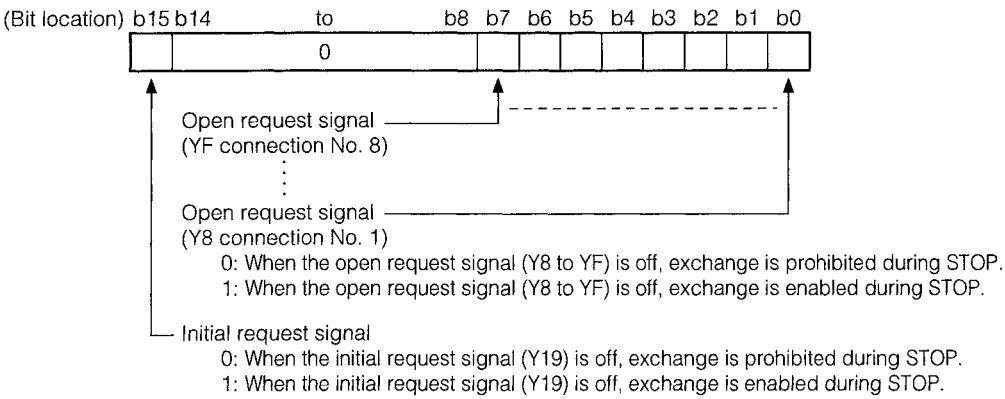 (Bit location) b15 b14 to b8 b7 b6 b5 b4 b3 b2 b1 b0
0
Open request signal
(YF connection No. 8)
Open request signal
(Y8 connection No. 1)
0: When the open request signal (Y8 to YF) is off, exchange is prohibited during STOP.
1: When the open request signal (Y8 to YF) is off, exchange is enabled during STOP.
Initial request signal
0: When the initial request signal (Y19) is off, exchange is prohibited during STOP.
1: When the initial request signal (Y19) is off, exchange is enabled during STOP.